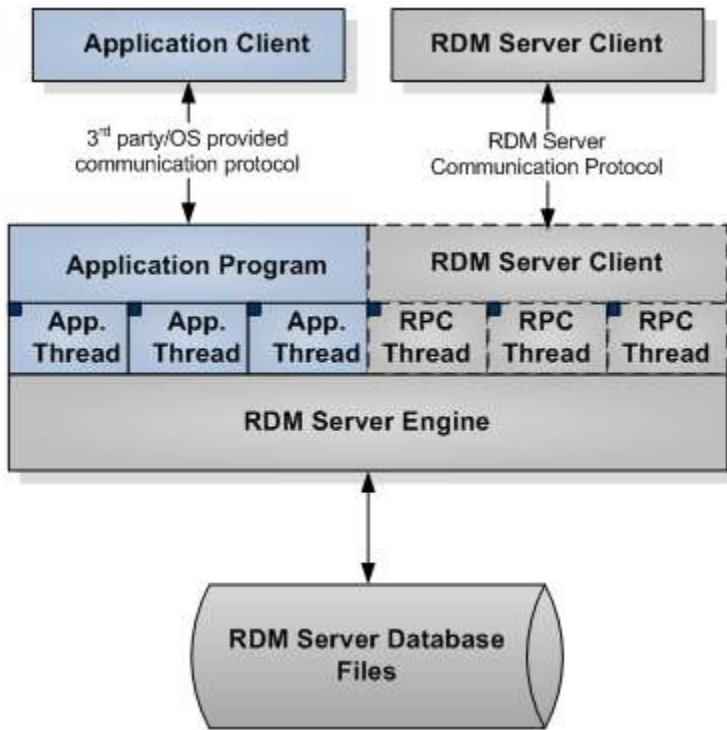 Application Client
RDM Server Client
3rd party/OS provided
communication protocol
RDM Server
Communication Protocol
Application Program
RDM Server Client
App.
Thread
App.
Thread
App.
Thread
RPC
Thread
RPC
Thread
RPC
Thread
RDM Server Engine
RDM Server Database
Files